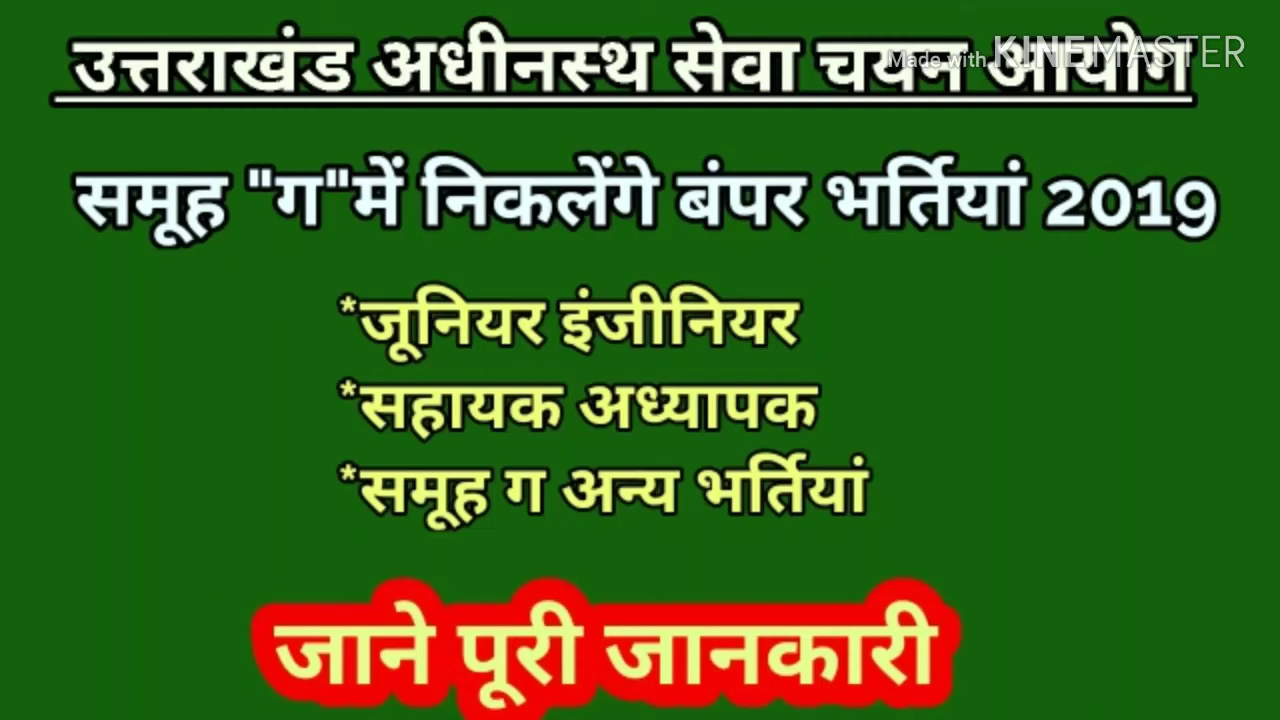 उत्तराखंड अधीनस्थ सेवा चयन आयोग
Made with KINEMASTER
समूह "ग"में निकलेंगे बंपर भर्तियां 2019
*जूनियर इंजीनियर
*सहायक अध्यापक
*समूह ग अन्य भर्तियां
जाने पूरी जानकारी